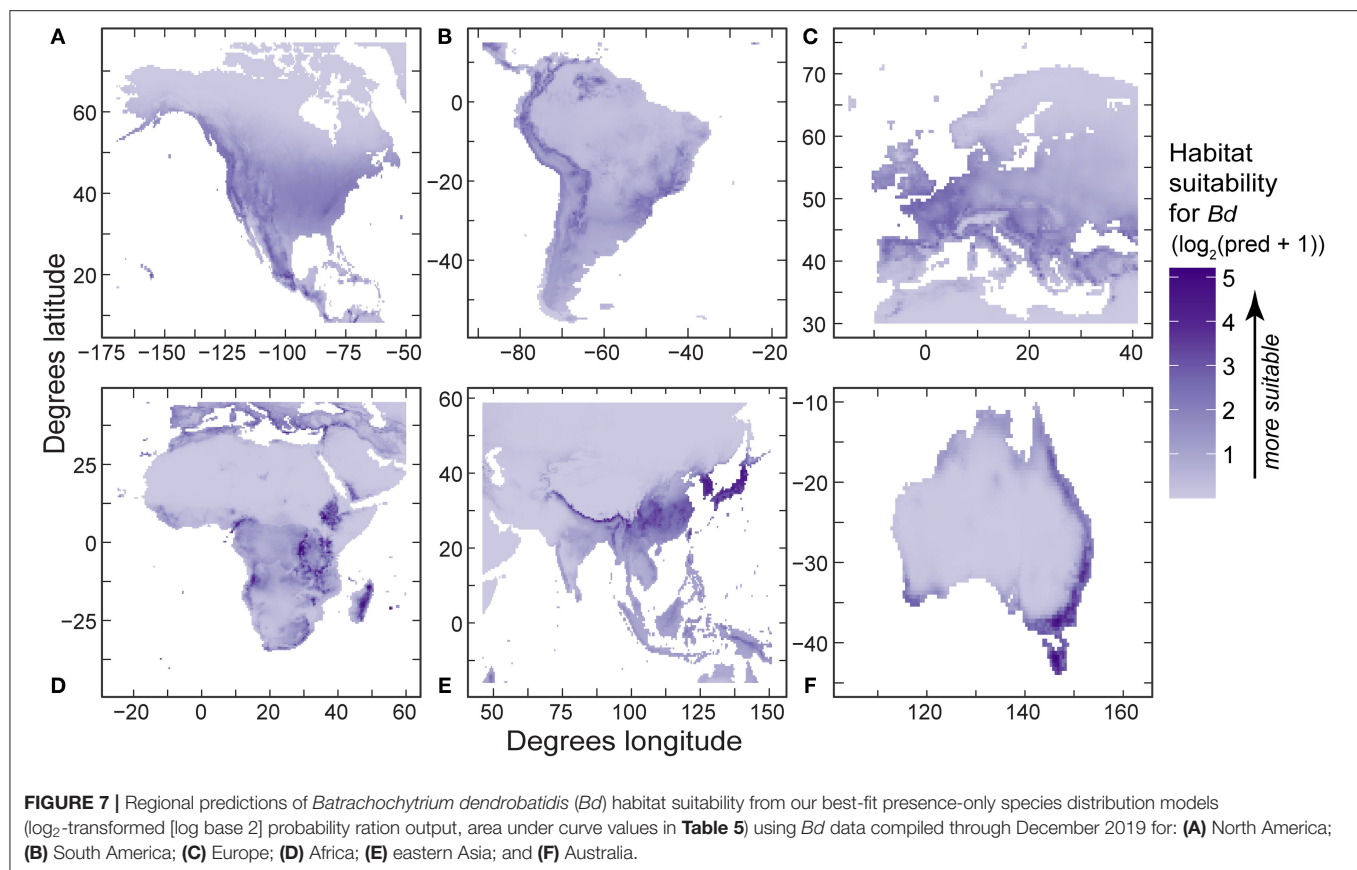 A
B
C
60
40
20
−175 −150 −125 −100 −75 −50
0
−20
−40
−80 −60 −40 −20
70
60
50
40
30
0 20 40
Habitat
suitability
for Bd
(log2(pred + 1))
5
4
3
2
1
more suitable
Degrees latitude
25
0
−25
D
−20 0 20 40 60
60
40
20
0
E
50 75 100 125 150
−10
−20
−30
−40
F
120 140 160
Degrees longitude
FIGURE 7 | Regional predictions of Batrachochytrium dendrobatidis (Bd) habitat suitability from our best-fit presence-only species distribution models
(log2-transformed [log base 2] probability ration output, area under curve values in Table 5) using Bd data compiled through December 2019 for: (A) North America;
(B) South America; (C) Europe; (D) Africa; (E) eastern Asia; and (F) Australia.